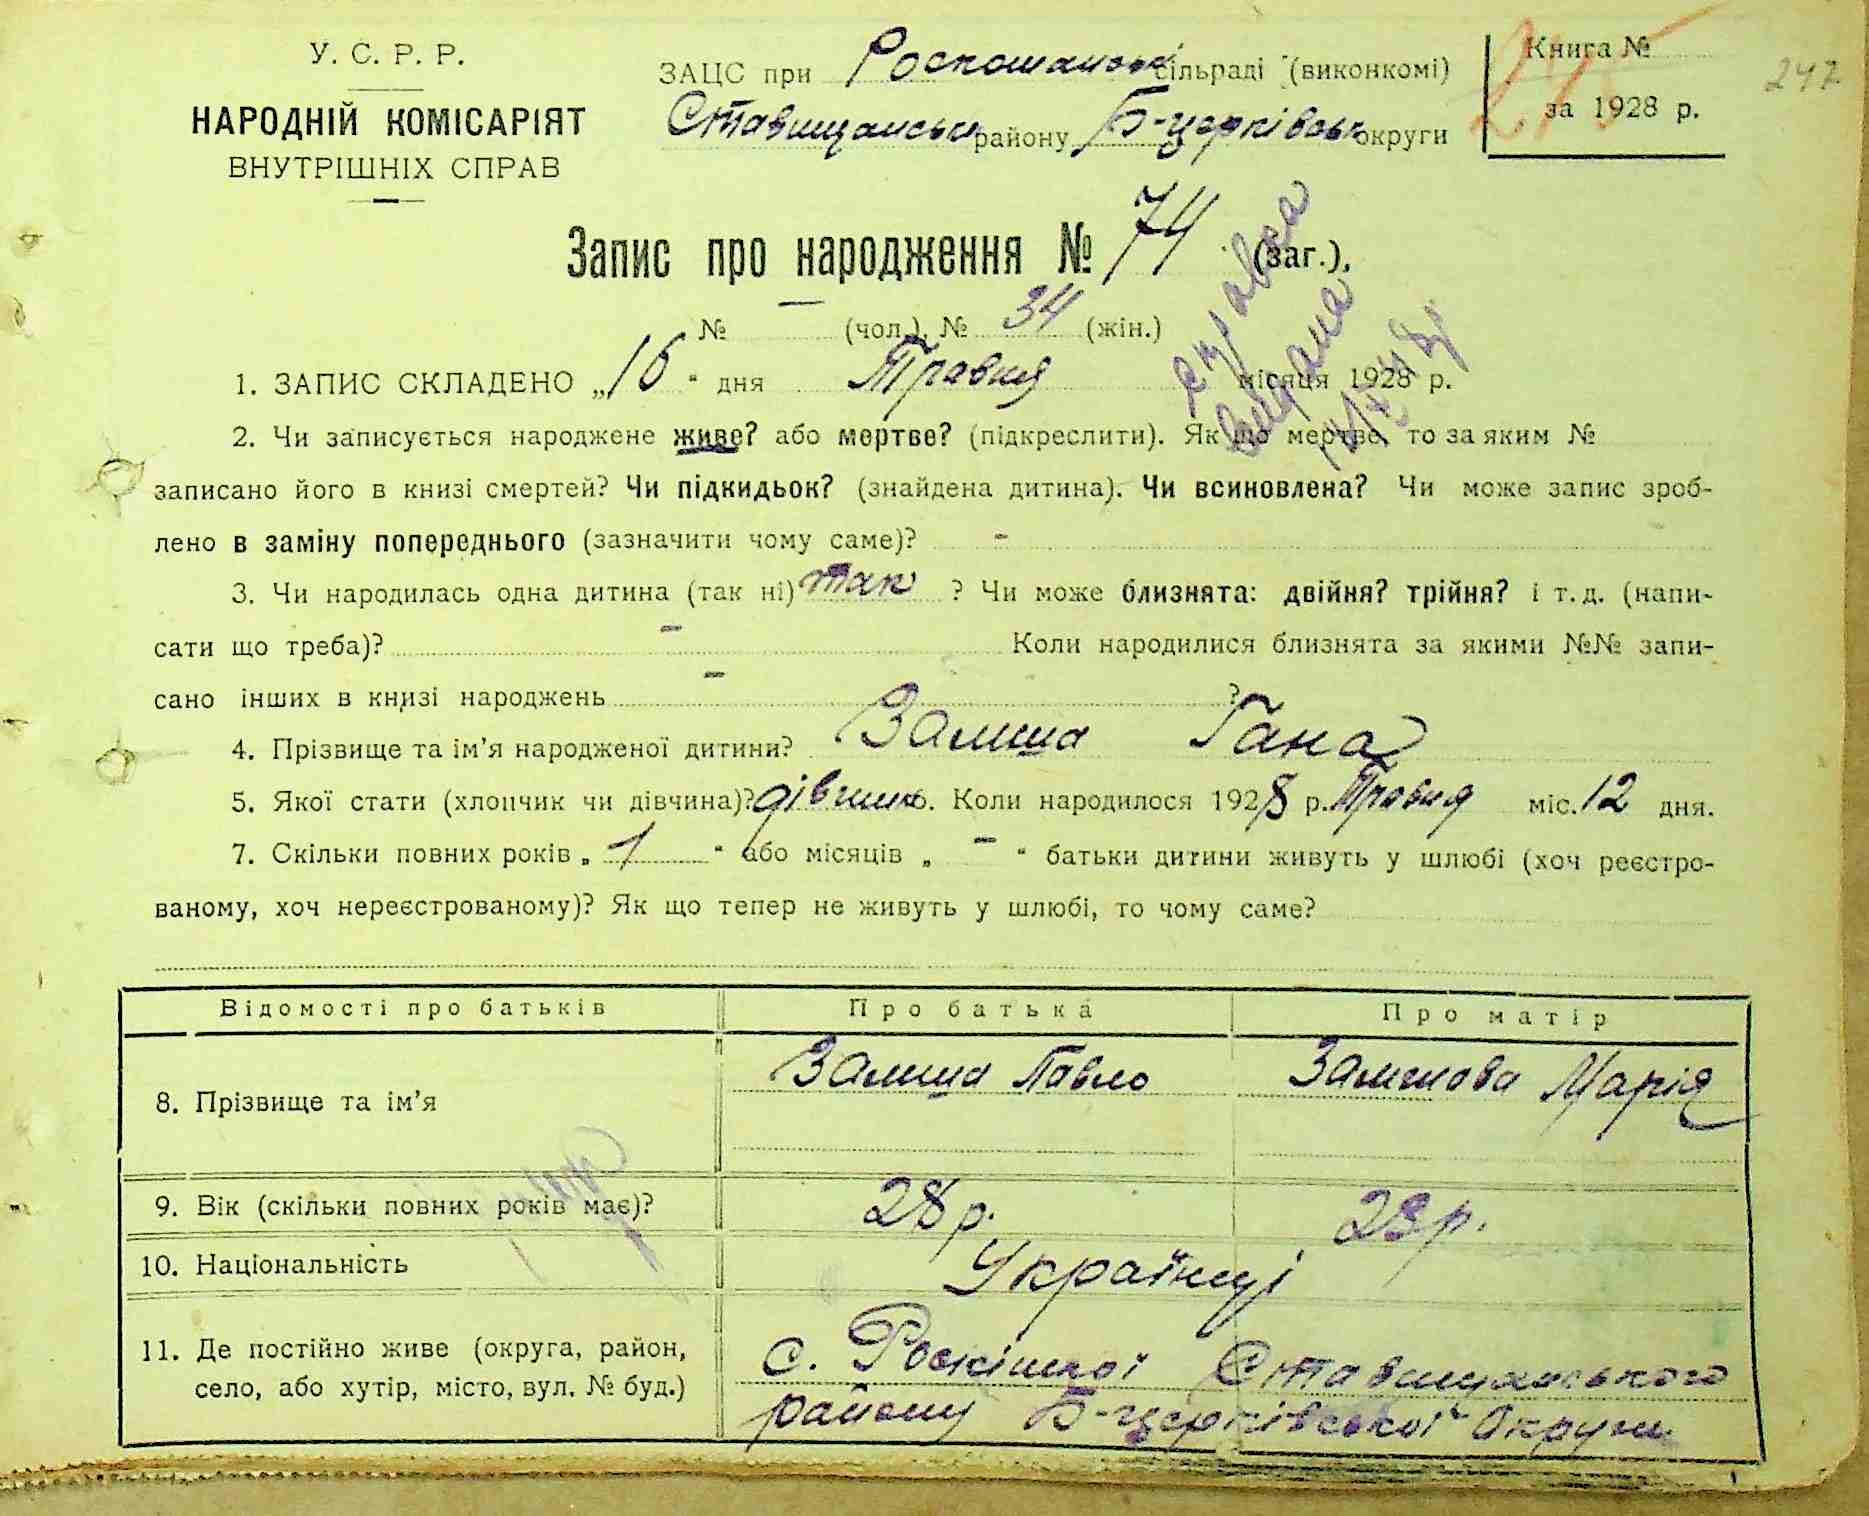 У. С. Р. Р.
НАРОДНІЙ КОМІСАРІЯТ
ВНУТРІШНІХ СПРАВ
ЗАЦС при Роскошанськ сільраді (виконкомі)
Ставищанськ району Б-церківськ округи
Книга №
за 1928 р.
247
Запис про народження № 74 (заг.),
№ — (чол.), № 34 (жін.)
справка
видана
1. ЗАПИС СКЛАДЕНО „16" дня Травня місяця 1928 р.
2. Чи записується народжене живе? або мертве? (підкреслити). Як що мертве, то за яким №
записано його в книзі смертей? Чи підкидьок? (знайдена дитина). Чи всиновлена? Чи може запис зроб-
лено в заміну попереднього (зазначити чому саме)? -
3. Чи народилась одна дитина (так ні) так ? Чи може близнята: двійня? трійня? і т. д. (напи-
сати що треба)? - Коли народилися близнята за якими №№ запи-
сано інших в книзі народжень - ?
4. Прізвище та ім'я народженої дитини? Гана
5. Якої стати (хлопчик чи дівчина)? дівчина. Коли народилося 1928 р. Травня міс. 12 дня.
7. Скільки повних років „ 1 " або місяців „ - " батьки дитини живуть у шлюбі (хоч реєстро-
ваному, хоч нереєстрованому)? Як що тепер не живуть у шлюбі, то чому саме?
Відомості про батьків Про батька Про матір
8. Прізвище та ім'я Павло Марія
9. Вік (скільки повних років має)? 28 р. 23 р.
10. Національність Українці
11. Де постійно живе (округа, район,
село, або хутір, місто, вул. № буд.)
с. Роскішної Ставищанського
району Б-церківської Округи